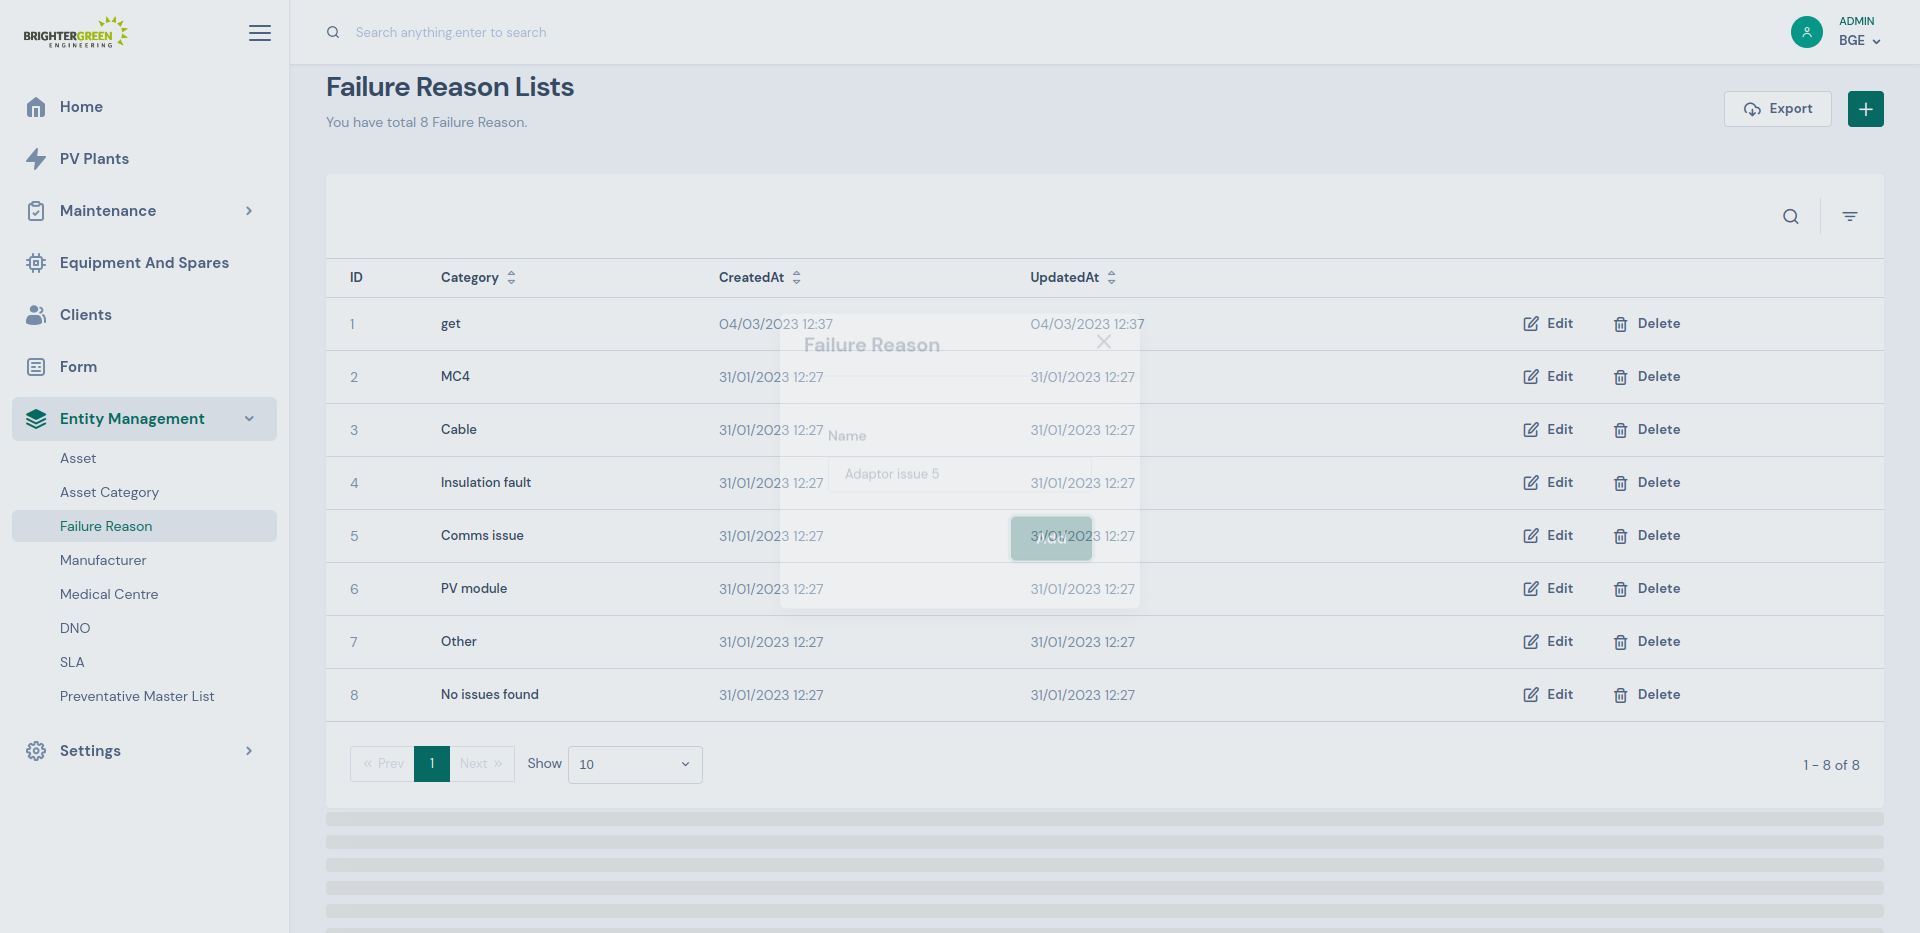 BRIGHTERGREEN
ENGINEERING
Search anything.enter to search
ADMIN
BGE
Home
PV Plants
Maintenance
Equipment And Spares
Clients
Form
Entity Management
Asset
Asset Category
Failure Reason
Manufacturer
Medical Centre
DNO
SLA
Preventative Master List
Settings
Failure Reason Lists
You have total 8 Failure Reason.
Export
ID Category CreatedAt UpdatedAt
1 get 04/03/2023 12:37 04/03/2023 12:37 Edit Delete
2 MC4 31/01/2023 12:27 31/01/2023 12:27 Edit Delete
3 Cable 31/01/2023 12:27 31/01/2023 12:27 Edit Delete
4 Insulation fault 31/01/2023 12:27 31/01/2023 12:27 Edit Delete
5 Comms issue 31/01/2023 12:27 31/01/2023 12:27 Edit Delete
6 PV module 31/01/2023 12:27 31/01/2023 12:27 Edit Delete
7 Other 31/01/2023 12:27 31/01/2023 12:27 Edit Delete
8 No issues found 31/01/2023 12:27 31/01/2023 12:27 Edit Delete
Failure Reason
Name
Adaptor issue 5
« Prev 1 Next » Show 10
1 - 8 of 8